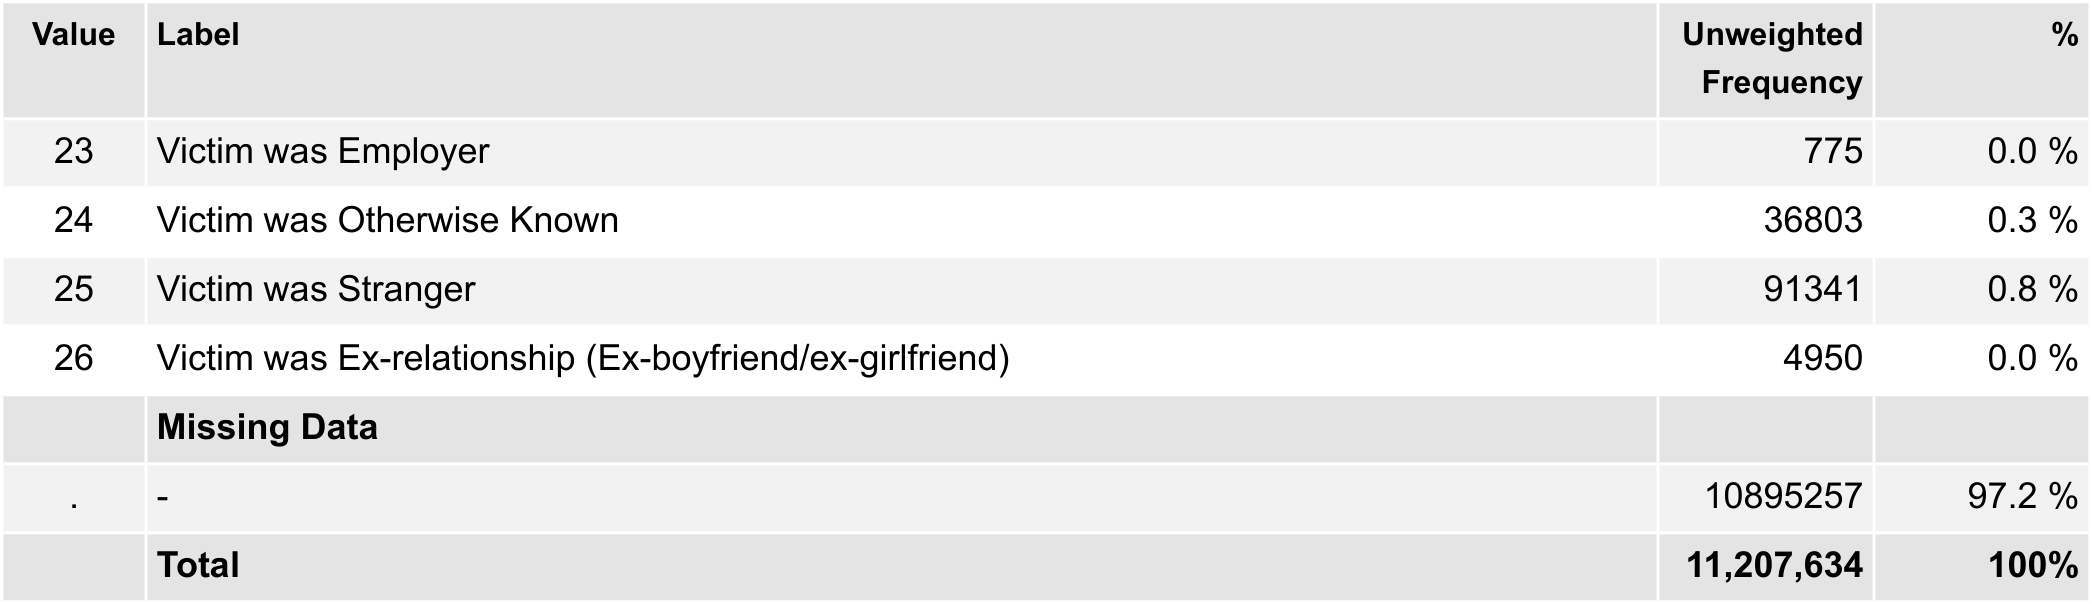 Value Label Unweighted Frequency %
23 Victim was Employer 775 0.0 %
24 Victim was Otherwise Known 36803 0.3 %
25 Victim was Stranger 91341 0.8 %
26 Victim was Ex-relationship (Ex-boyfriend/ex-girlfriend) 4950 0.0 %
Missing Data
. - 10895257 97.2 %
Total 11,207,634 100%